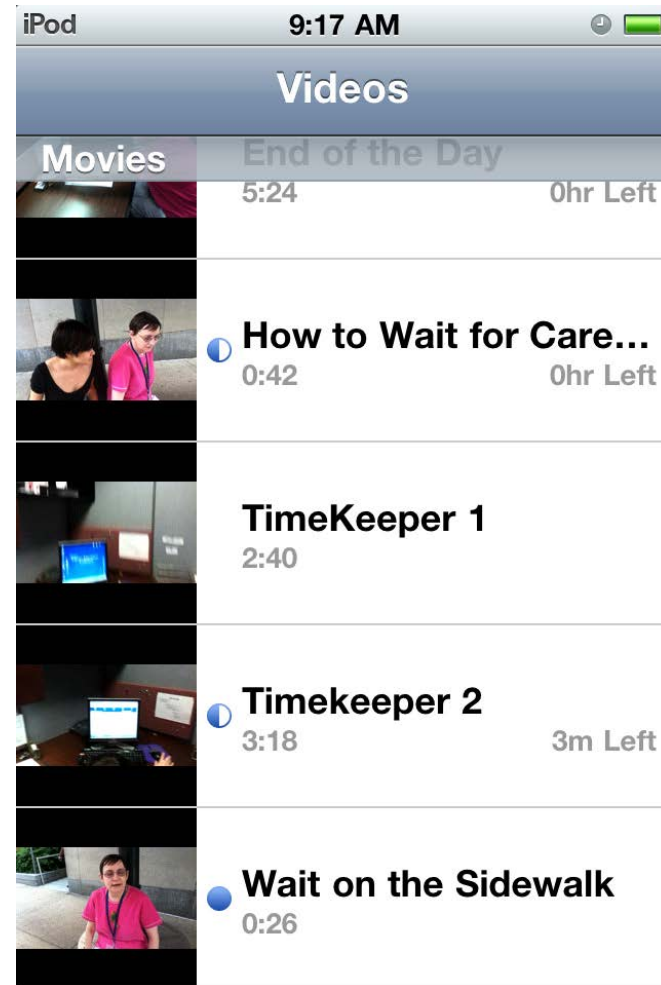 iPod 9:17 AM
Videos
Movies End of the Day
5:24 0hr Left
How to Wait for Care...
0:42 0hr Left
TimeKeeper 1
2:40
Timekeeper 2
3:18 3m Left
Wait on the Sidewalk
0:26